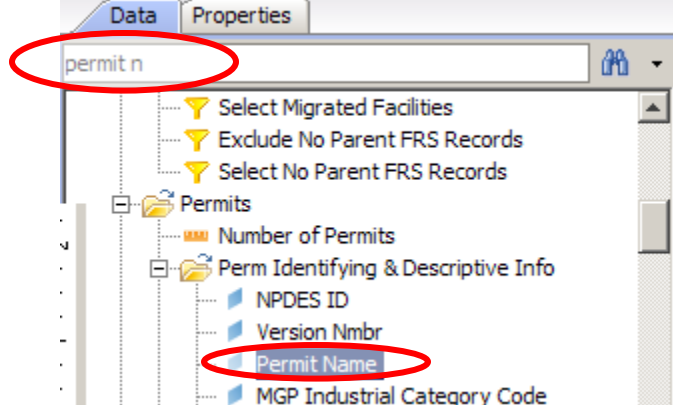 Data Properties
permit n
Select Migrated Facilities
Exclude No Parent FRS Records
Select No Parent FRS Records
Permits
Number of Permits
Perm Identifying & Descriptive Info
NPDES ID
Version Nmbr
Permit Name
MGP Industrial Category Code